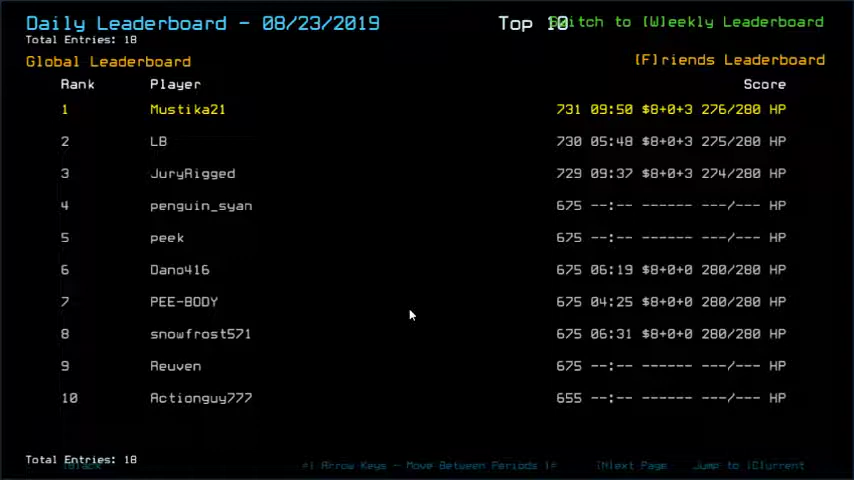 Daily Leaderboard - 08/23/2019 Top 10 Switch to [W]eekly Leaderboard
Total Entries: 18
Global Leaderboard [F]riends Leaderboard
Rank Player Score
1 Mustika21 731 09:50 $8+0+3 276/280 HP
2 LB 730 05:48 $8+0+3 275/280 HP
3 JuryRigged 729 09:37 $8+0+3 274/280 HP
4 penguin_syan 675 --:-- ------ ---/--- HP
5 peek 675 --:-- ------ ---/--- HP
6 Dano416 675 06:19 $8+0+0 280/280 HP
7 PEE-BODY 675 04:25 $8+0+0 280/280 HP
8 snowfrost571 675 06:31 $8+0+0 280/280 HP
9 Reuven 675 --:-- ------ ---/--- HP
10 Actionguy777 655 --:-- ------ ---/--- HP
Total Entries: 18
[B]ack #| Arrow Keys - Move Between Periods |# [N]ext Page Jump to [C]urrent